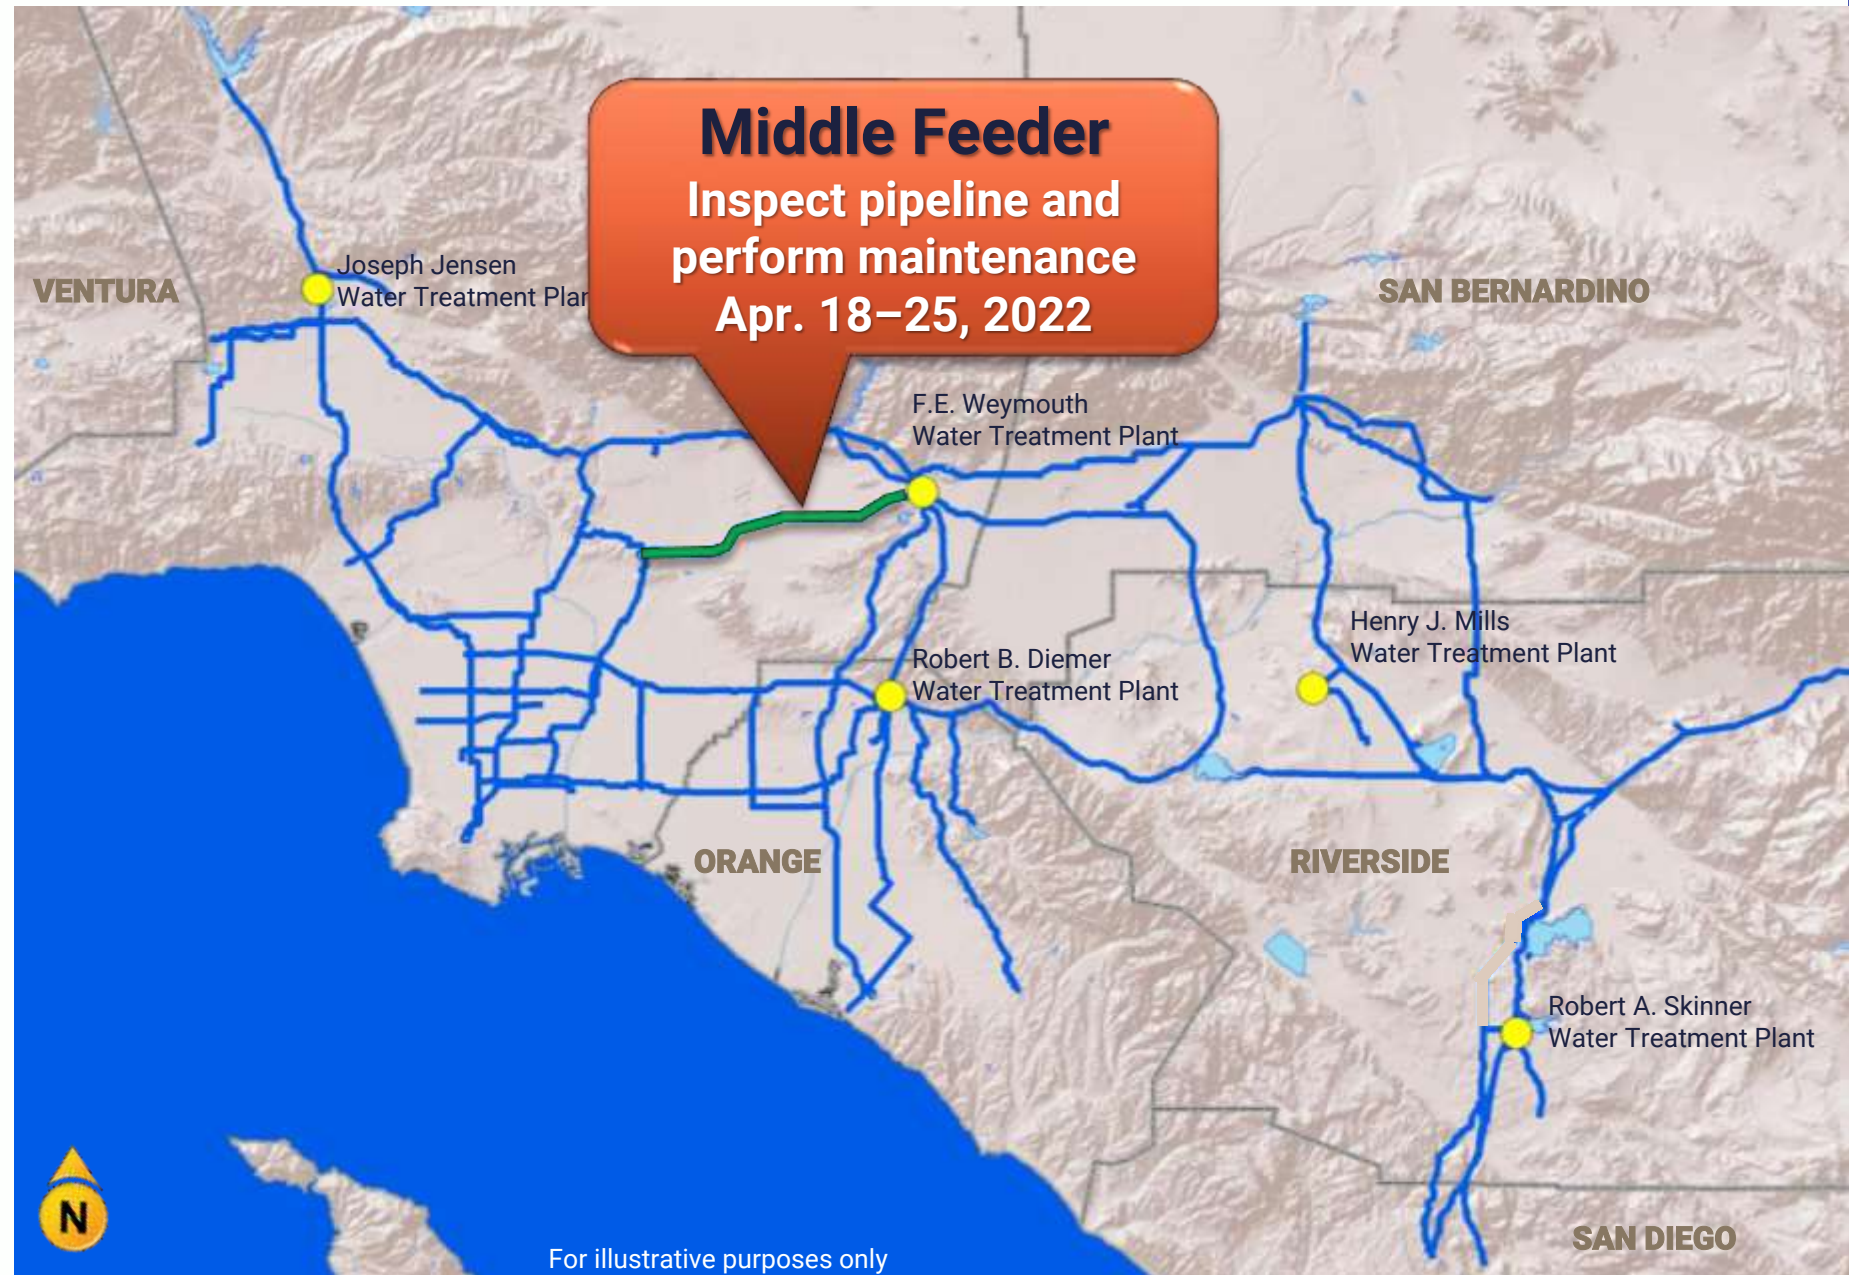 Middle Feeder
Inspect pipeline and
perform maintenance
Apr. 18–25, 2022
Joseph Jensen
Water Treatment Plan
VENTURA
SAN BERNARDINO
F.E. Weymouth
Water Treatment Plant
Henry J. Mills
Water Treatment Plant
Robert B. Diemer
Water Treatment Plant
ORANGE
RIVERSIDE
Robert A. Skinner
Water Treatment Plant
N
SAN DIEGO
For illustrative purposes only